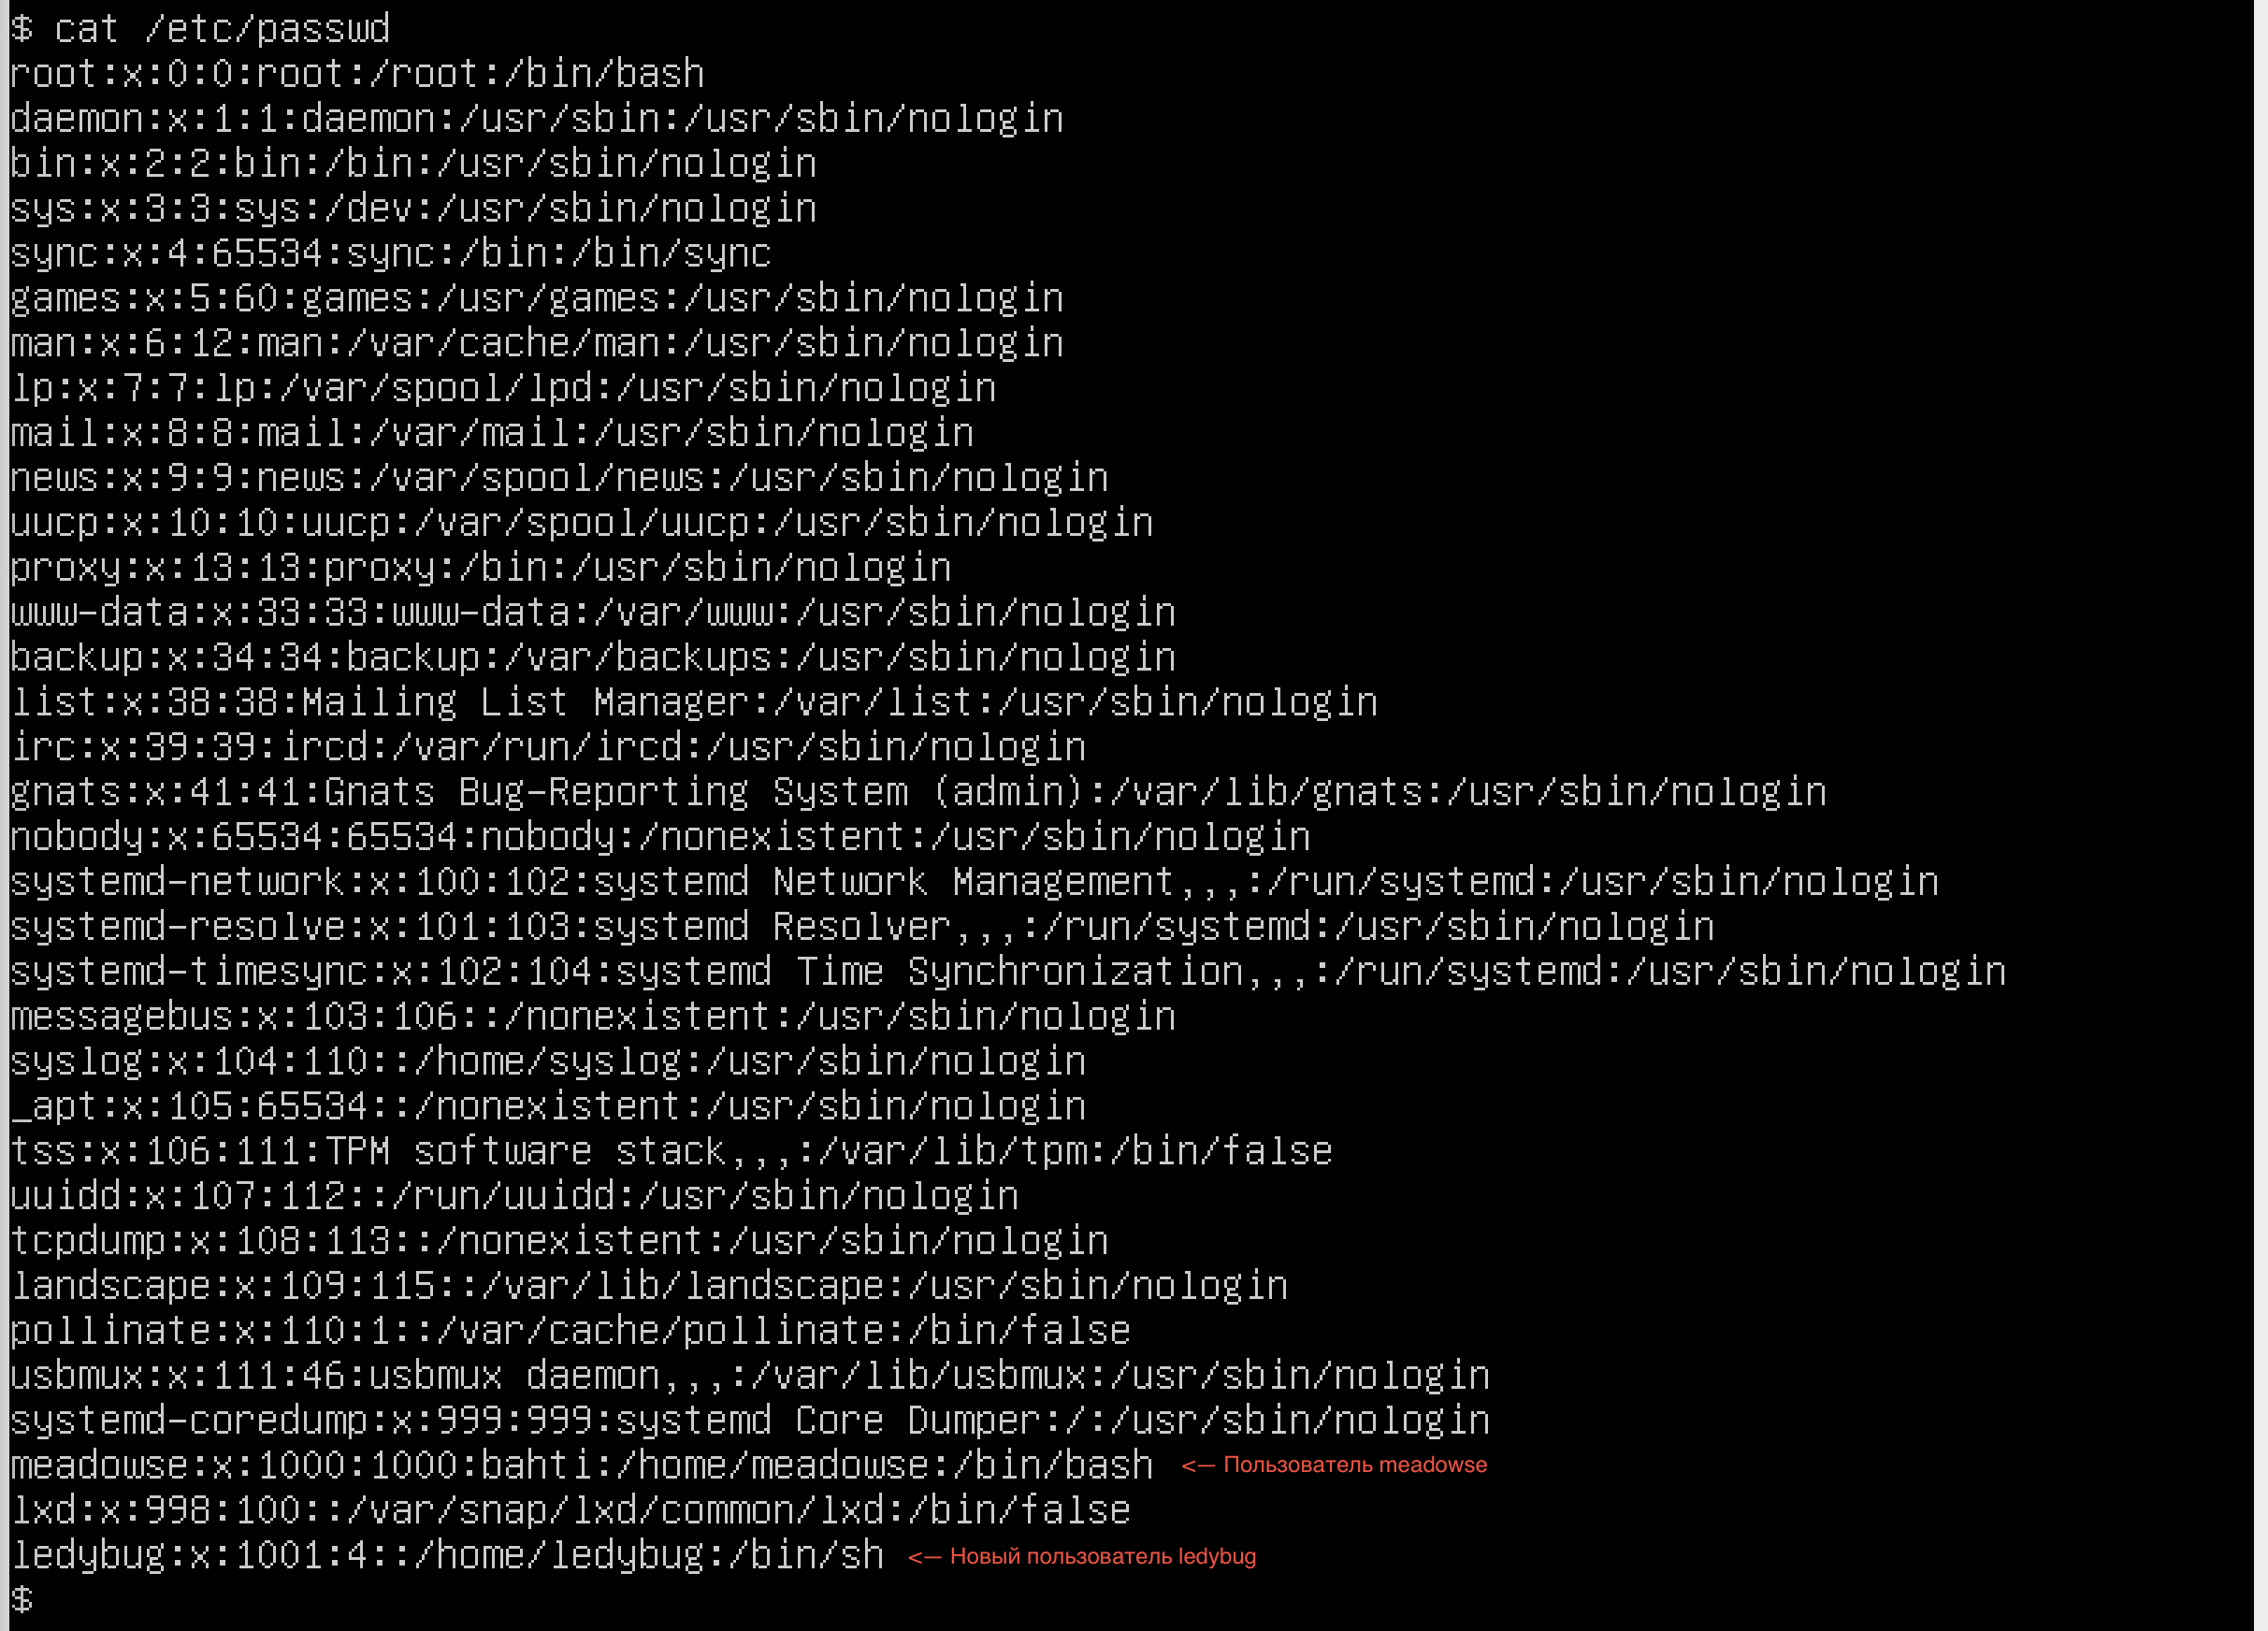 $ cat /etc/passwd
root:x:0:0:root:/root:/bin/bash
daemon:x:1:1:daemon:/usr/sbin:/usr/sbin/nologin
bin:x:2:2:bin:/bin:/usr/sbin/nologin
sys:x:3:3:sys:/dev:/usr/sbin/nologin
sync:x:4:65534:sync:/bin:/bin/sync
games:x:5:60:games:/usr/games:/usr/sbin/nologin
man:x:6:12:man:/var/cache/man:/usr/sbin/nologin
lp:x:7:7:lp:/var/spool/lpd:/usr/sbin/nologin
mail:x:8:8:mail:/var/mail:/usr/sbin/nologin
news:x:9:9:news:/var/spool/news:/usr/sbin/nologin
uucp:x:10:10:uucp:/var/spool/uucp:/usr/sbin/nologin
proxy:x:13:13:proxy:/bin:/usr/sbin/nologin
www-data:x:33:33:www-data:/var/www:/usr/sbin/nologin
backup:x:34:34:backup:/var/backups:/usr/sbin/nologin
list:x:38:38:Mailing List Manager:/var/list:/usr/sbin/nologin
irc:x:39:39:ircd:/var/run/ircd:/usr/sbin/nologin
gnats:x:41:41:Gnats Bug-Reporting System (admin):/var/lib/gnats:/usr/sbin/nologin
nobody:x:65534:65534:nobody:/nonexistent:/usr/sbin/nologin
systemd-network:x:100:102:systemd Network Management,,,:/run/systemd:/usr/sbin/nologin
systemd-resolve:x:101:103:systemd Resolver,,,:/run/systemd:/usr/sbin/nologin
systemd-timesync:x:102:104:systemd Time Synchronization,,,:/run/systemd:/usr/sbin/nologin
messagebus:x:103:106::/nonexistent:/usr/sbin/nologin
syslog:x:104:110::/home/syslog:/usr/sbin/nologin
_apt:x:105:65534::/nonexistent:/usr/sbin/nologin
tss:x:106:111:TPM software stack,,,:/var/lib/tpm:/bin/false
uuidd:x:107:112::/run/uuidd:/usr/sbin/nologin
tcpdump:x:108:113::/nonexistent:/usr/sbin/nologin
landscape:x:109:115::/var/lib/landscape:/usr/sbin/nologin
pollinate:x:110:1::/var/cache/pollinate:/bin/false
usbmux:x:111:46:usbmux daemon,,,:/var/lib/usbmux:/usr/sbin/nologin
systemd-coredump:x:999:999:systemd Core Dumper:/:/usr/sbin/nologin
meadowse:x:1000:1000:bahti:/home/meadowse:/bin/bash <— Пользователь meadowse
lxd:x:998:100::/var/snap/lxd/common/lxd:/bin/false
ledybug:x:1001:4::/home/ledybug:/bin/sh <— Новый пользователь ledybug
$